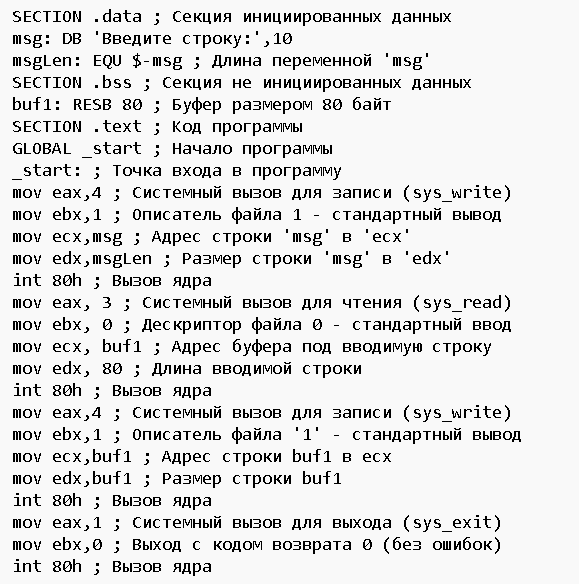 SECTION .data ; Секция инициированных данных
msg: DB 'Введите строку:',10
msgLen: EQU $-msg ; Длина переменной 'msg'
SECTION .bss ; Секция не инициированных данных
buf1: RESB 80 ; Буфер размером 80 байт
SECTION .text ; Код программы
GLOBAL _start ; Начало программы
_start: ; Точка входа в программу
mov eax,4 ; Системный вызов для записи (sys_write)
mov ebx,1 ; Описатель файла 1 - стандартный вывод
mov ecx,msg ; Адрес строки 'msg' в 'ecx'
mov edx,msgLen ; Размер строки 'msg' в 'edx'
int 80h ; Вызов ядра
mov eax, 3 ; Системный вызов для чтения (sys_read)
mov ebx, 0 ; Дескриптор файла 0 - стандартный ввод
mov ecx, buf1 ; Адрес буфера под вводимую строку
mov edx, 80 ; Длина вводимой строки
int 80h ; Вызов ядра
mov eax,4 ; Системный вызов для записи (sys_write)
mov ebx,1 ; Описатель файла '1' - стандартный вывод
mov ecx,buf1 ; Адрес строки buf1 в ecx
mov edx,buf1 ; Размер строки buf1
int 80h ; Вызов ядра
mov eax,1 ; Системный вызов для выхода (sys_exit)
mov ebx,0 ; Выход с кодом возврата 0 (без ошибок)
int 80h ; Вызов ядра